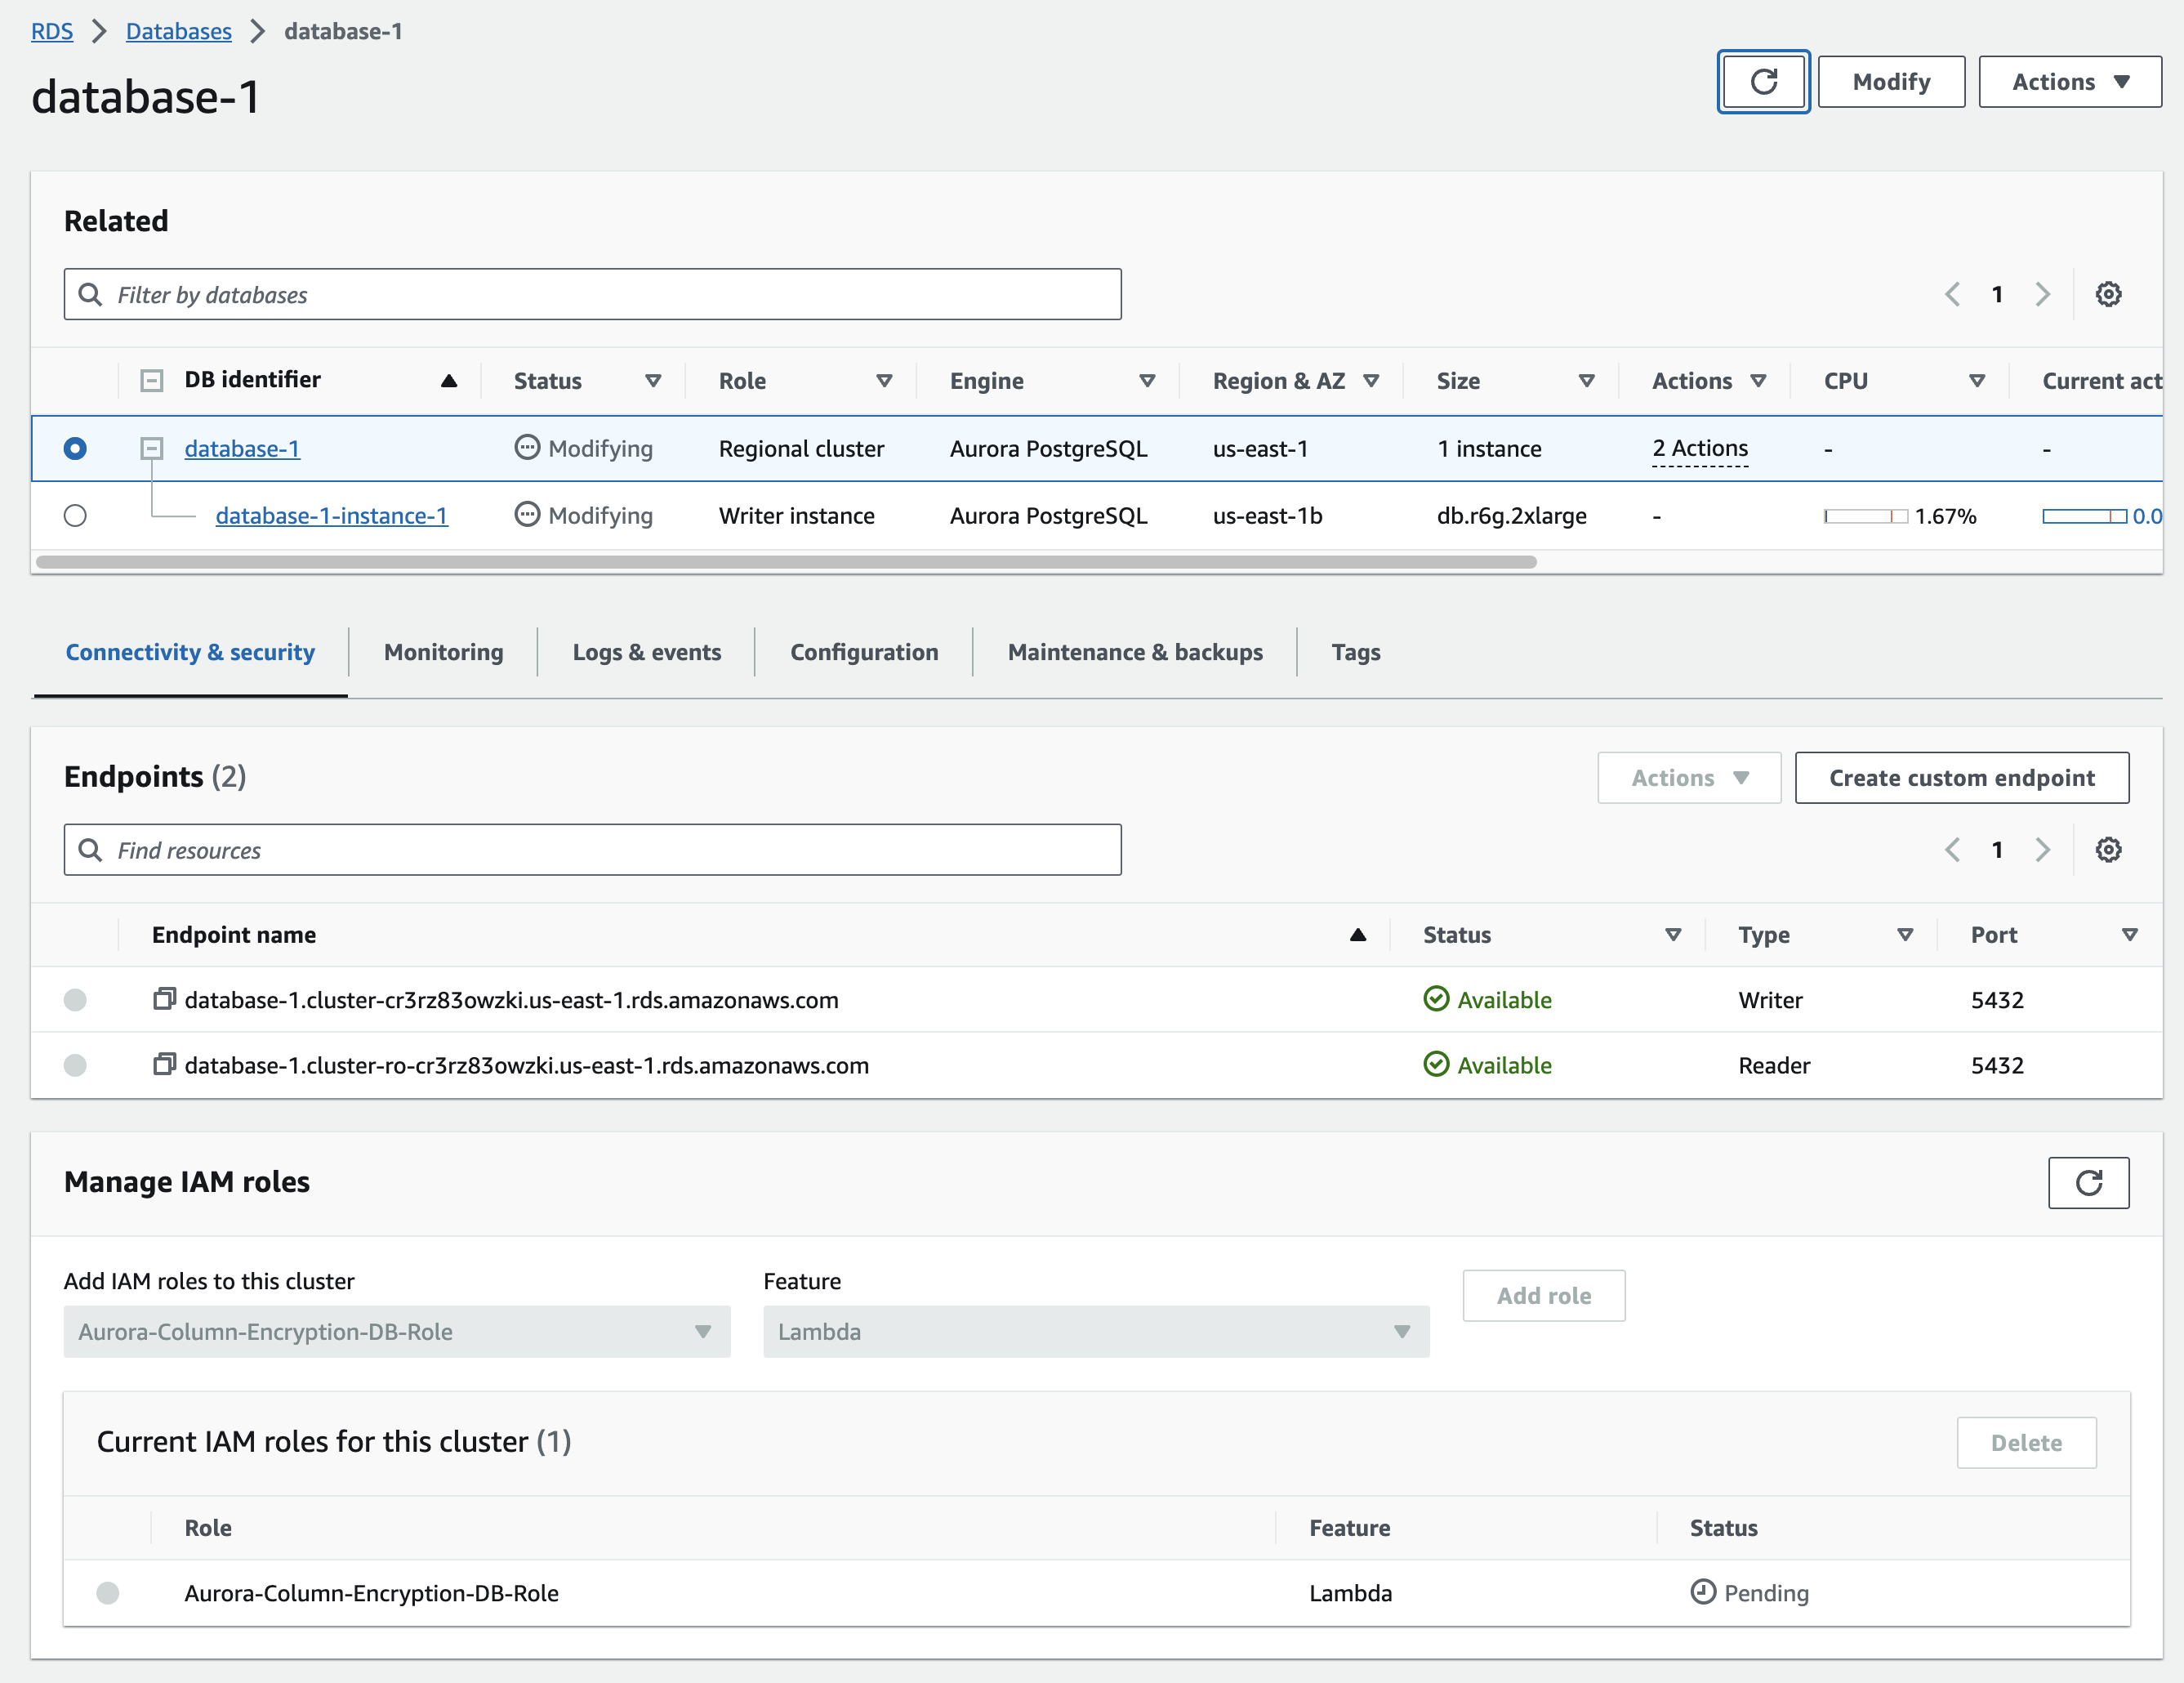 RDS > Databases > database-1
database-1
Modify
Actions
Related
Filter by databases
1
DB identifier Status Role Engine Region & AZ Size Actions CPU Current act
database-1 Modifying Regional cluster Aurora PostgreSQL us-east-1 1 instance 2 Actions - -
database-1-instance-1 Modifying Writer instance Aurora PostgreSQL us-east-1b db.r6g.2xlarge - 1.67% 0.0
Connectivity & security Monitoring Logs & events Configuration Maintenance & backups Tags
Endpoints (2)
Actions
Create custom endpoint
Find resources
1
Endpoint name Status Type Port
database-1.cluster-cr3rz83owzki.us-east-1.rds.amazonaws.com Available Writer 5432
database-1.cluster-ro-cr3rz83owzki.us-east-1.rds.amazonaws.com Available Reader 5432
Manage IAM roles
Add IAM roles to this cluster Feature
Aurora-Column-Encryption-DB-Role Lambda Add role
Current IAM roles for this cluster (1)
Delete
Role Feature Status
Aurora-Column-Encryption-DB-Role Lambda Pending